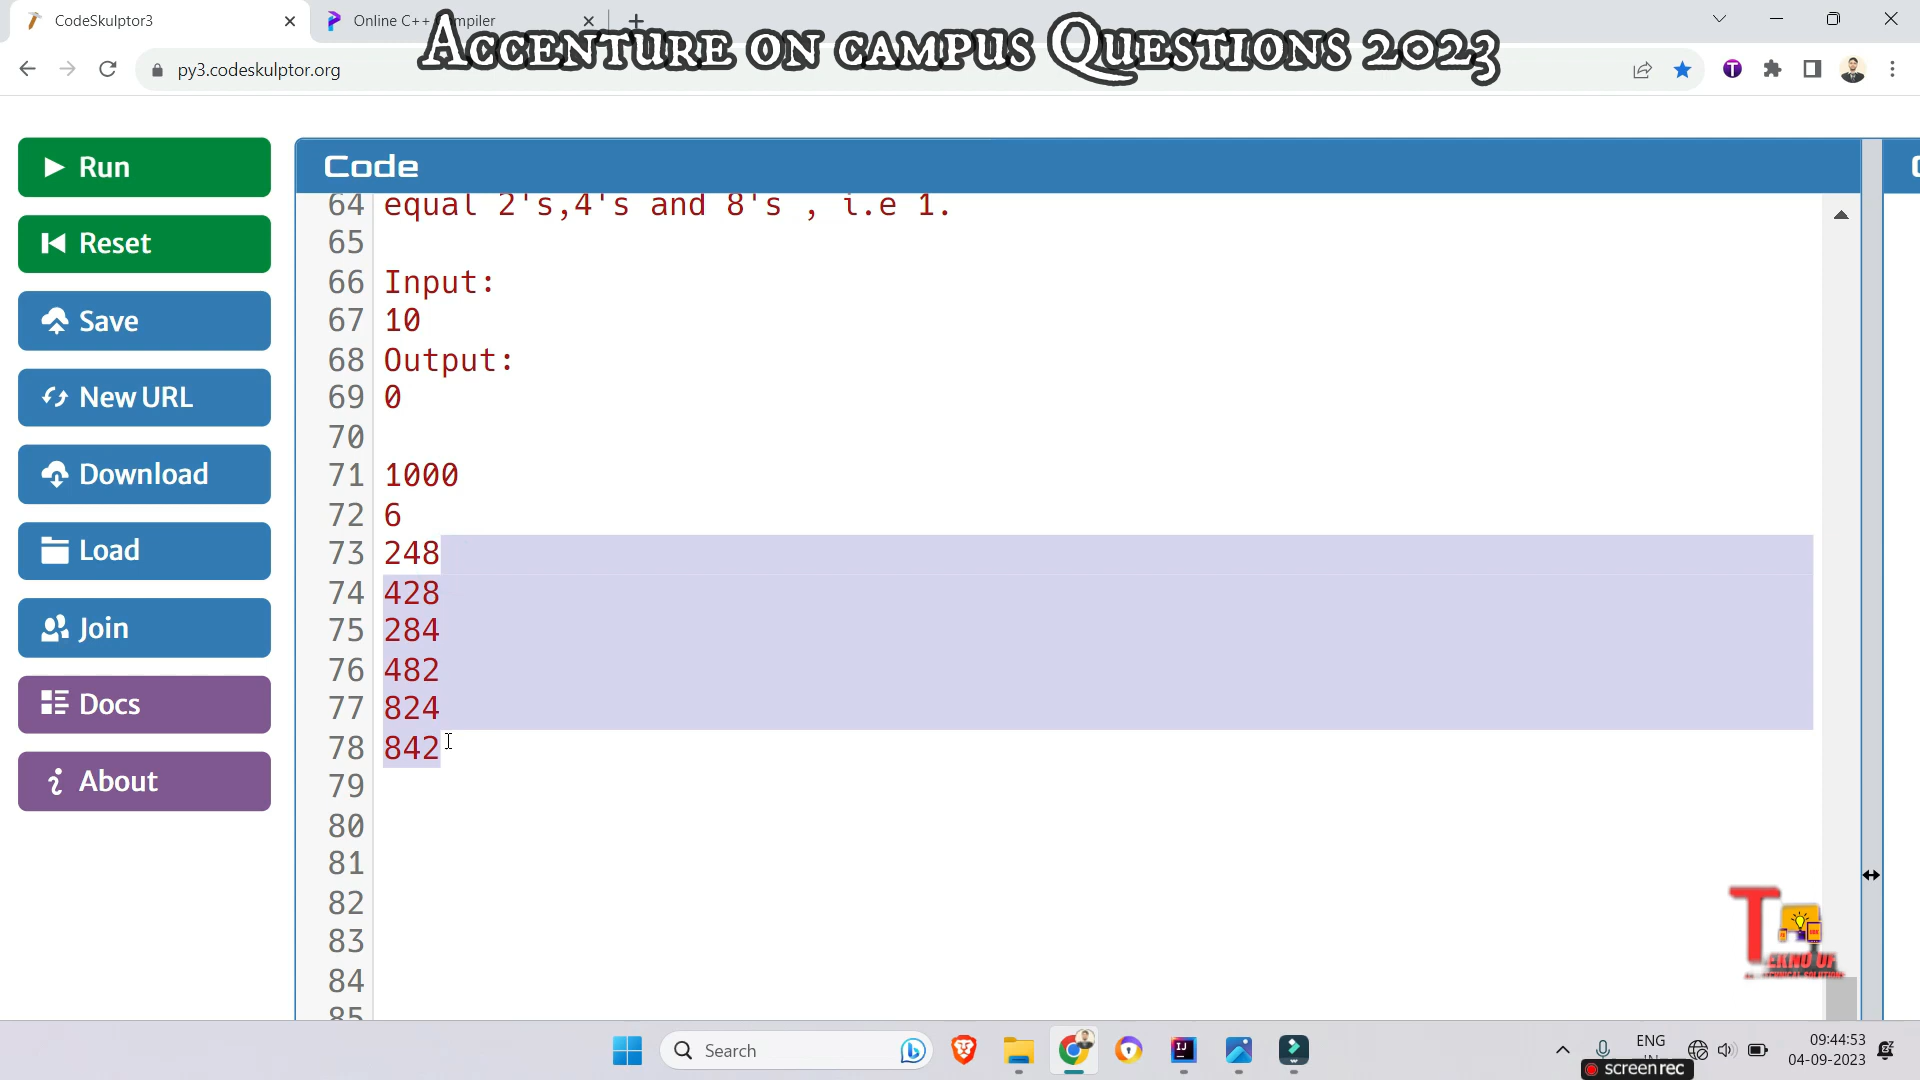 CodeSkulptor3
Online C++ Compiler
ACCENTURE ON CAMPUS QUESTIONS 2023
py3.codeskulptor.org
Run
Reset
Save
New URL
Download
Load
Join
Docs
About
Code
64 equal 2's,4's and 8's , i.e 1.
65
66 Input:
67 10
68 Output:
69 0
70
71 1000
72 6
73 248
74 428
75 284
76 482
77 824
78 842
79
80
81
82
83
84
85
Search
ENG
09:44:53
04-09-2023
screenrec